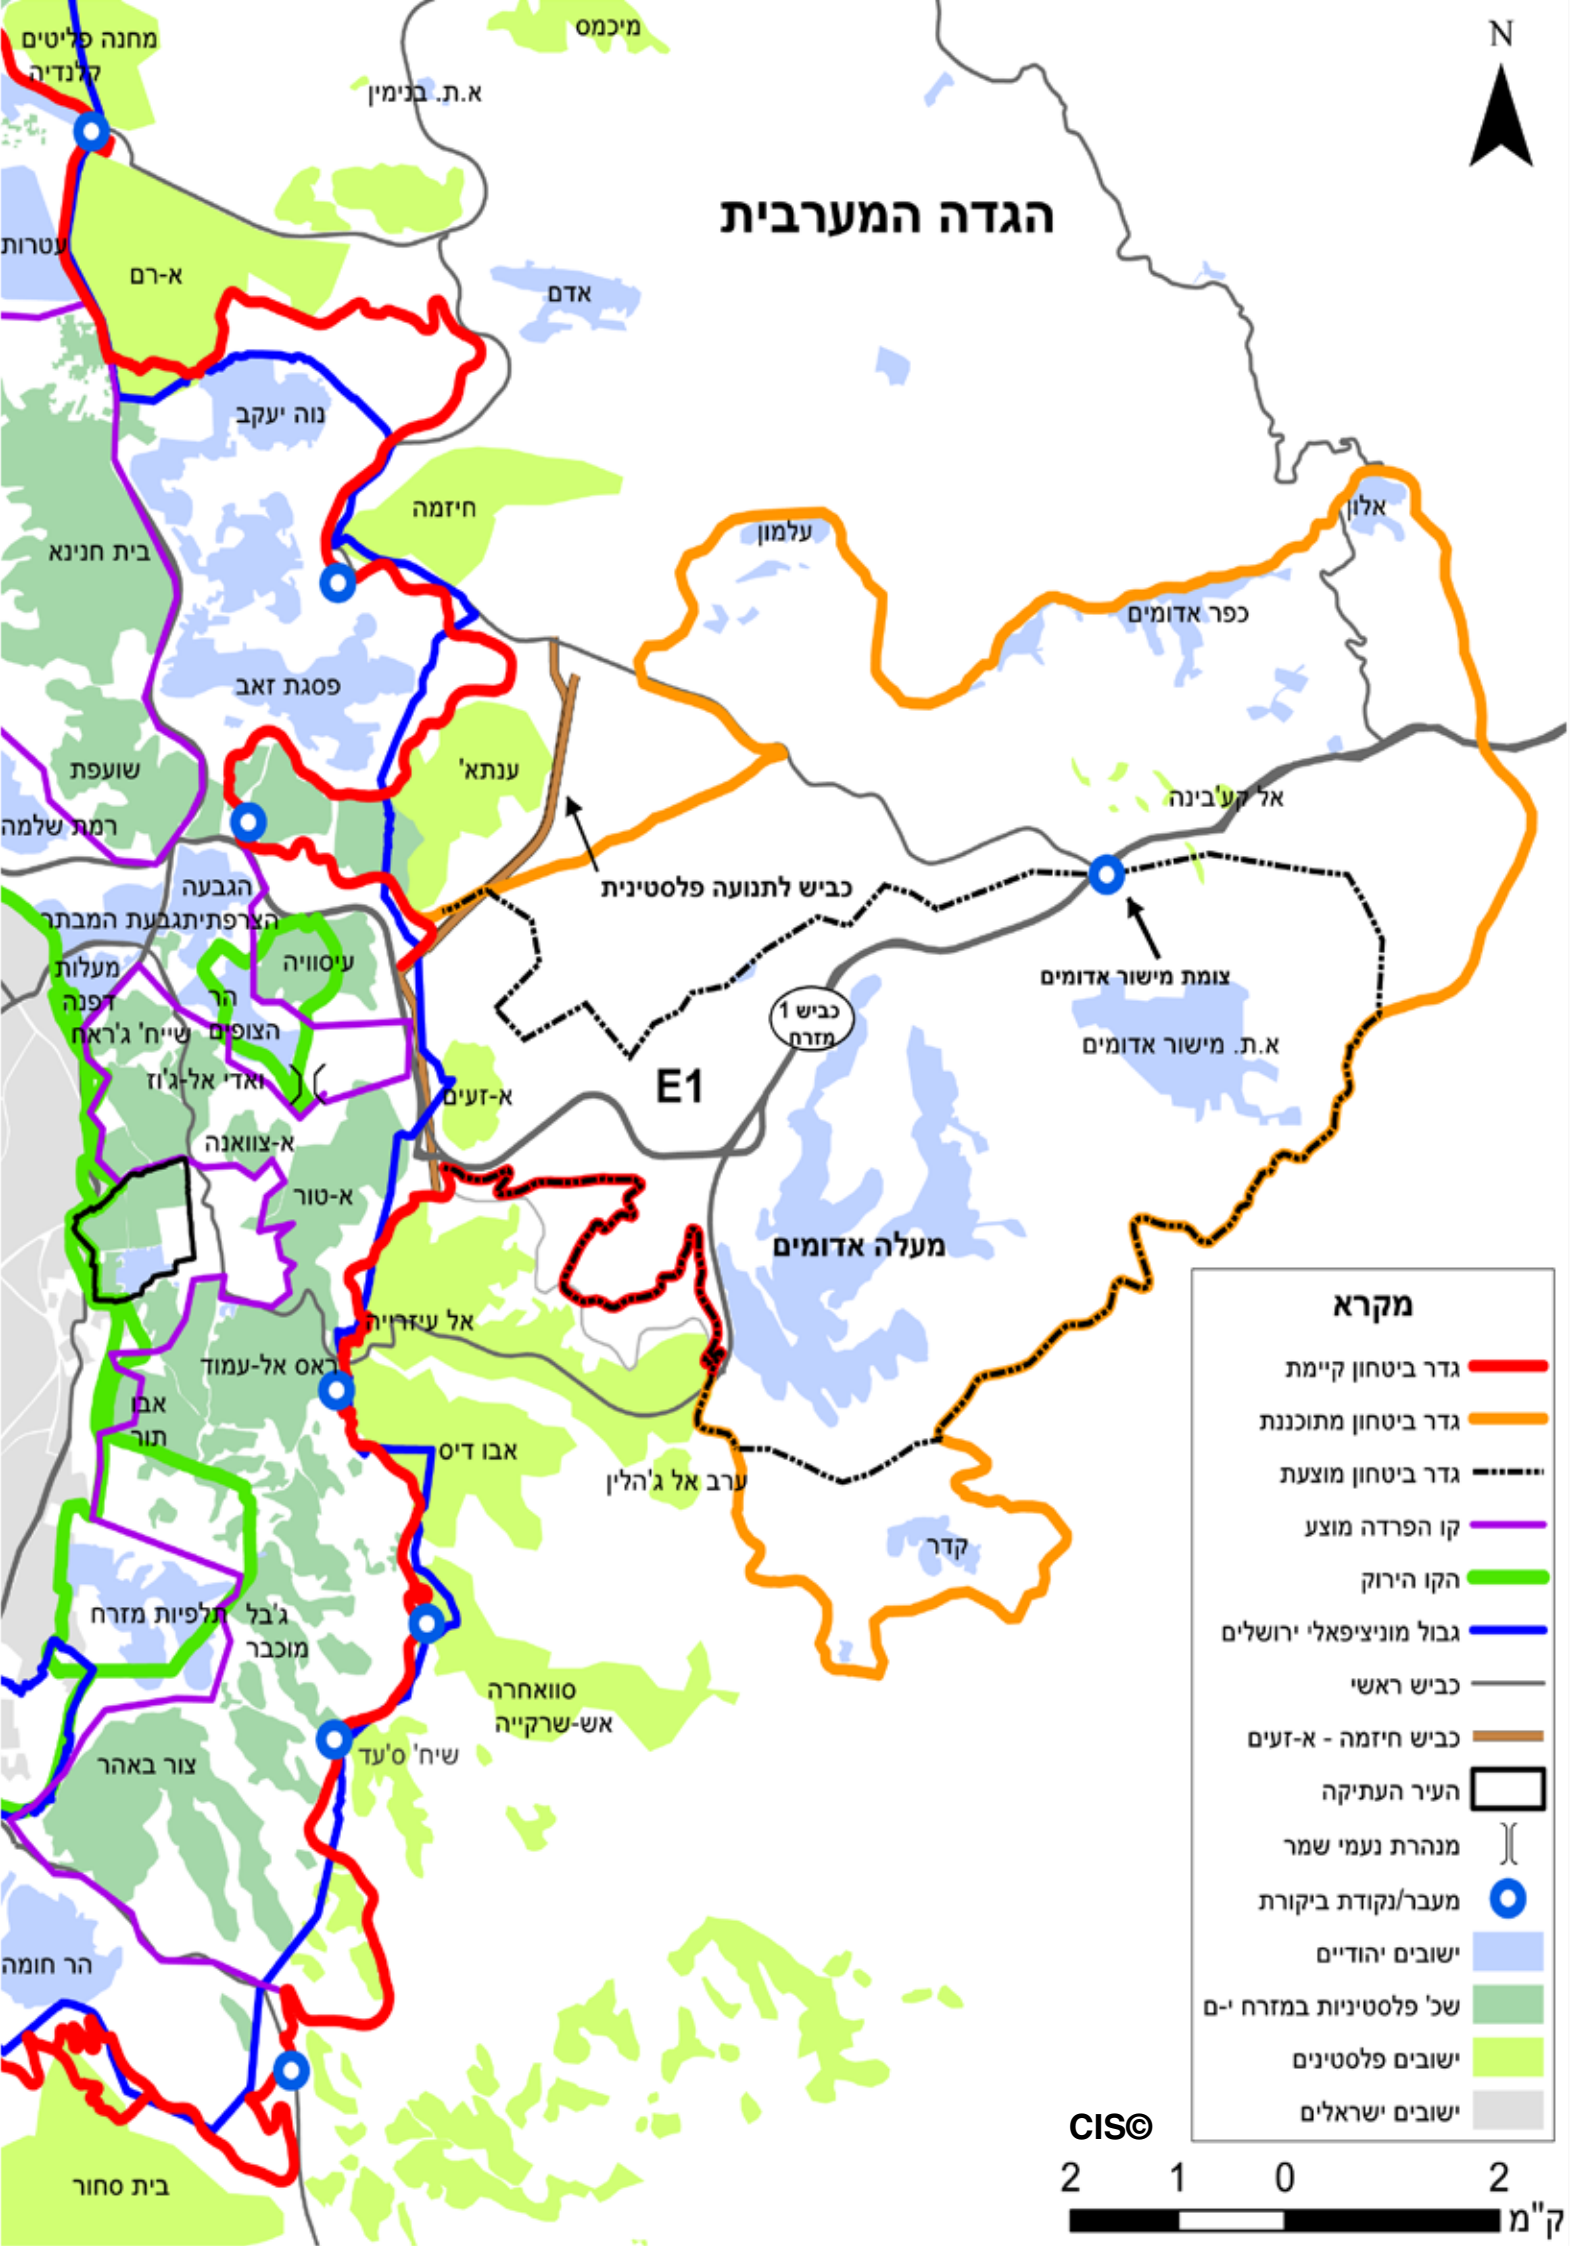 מחנה פליטים
קלנדיה
מיכמס
א.ת. בנימין
N
הגדה המערבית
עטרות
א-רם
אדם
נוה יעקב
חיזמה
בית חנינא
עלמון
אלון
כפר אדומים
פסגת זאב
שועפת
ענתא'
רמת שלמה
אל קע'בינה
כביש לתנועה פלסטינית
הגבעה
הצרפתית
גבעת המבתר
מעלות
דפנה
עיסוויה
הר
הצופים
שייח' ג'ראח
צומת מישור אדומים
כביש 1
מזרח
א.ת. מישור אדומים
ואדי אל-ג'וז
א-זעים
E1
א-צוואנה
א-טור
מעלה אדומים
אל עיזרייה
ראס אל-עמוד
אבו
תור
אבו דיס
ערב אל ג'הלין
קדר
תלפיות מזרח
ג'בל
מוכבר
סוואחרה
אש-שרקייה
שיח' ס'עד
צור באהר
הר חומה
בית סחור
מקרא
גדר ביטחון קיימת
גדר ביטחון מתוכננת
גדר ביטחון מוצעת
קו הפרדה מוצע
הקו הירוק
גבול מוניציפאלי ירושלים
כביש ראשי
כביש חיזמה - א-זעים
העיר העתיקה
מנהרת נעמי שמר
מעבר/נקודת ביקורת
ישובים יהודיים
שכ' פלסטיניות במזרח י-ם
ישובים פלסטינים
ישובים ישראלים
CIS©
2 1 0 2
ק"מ